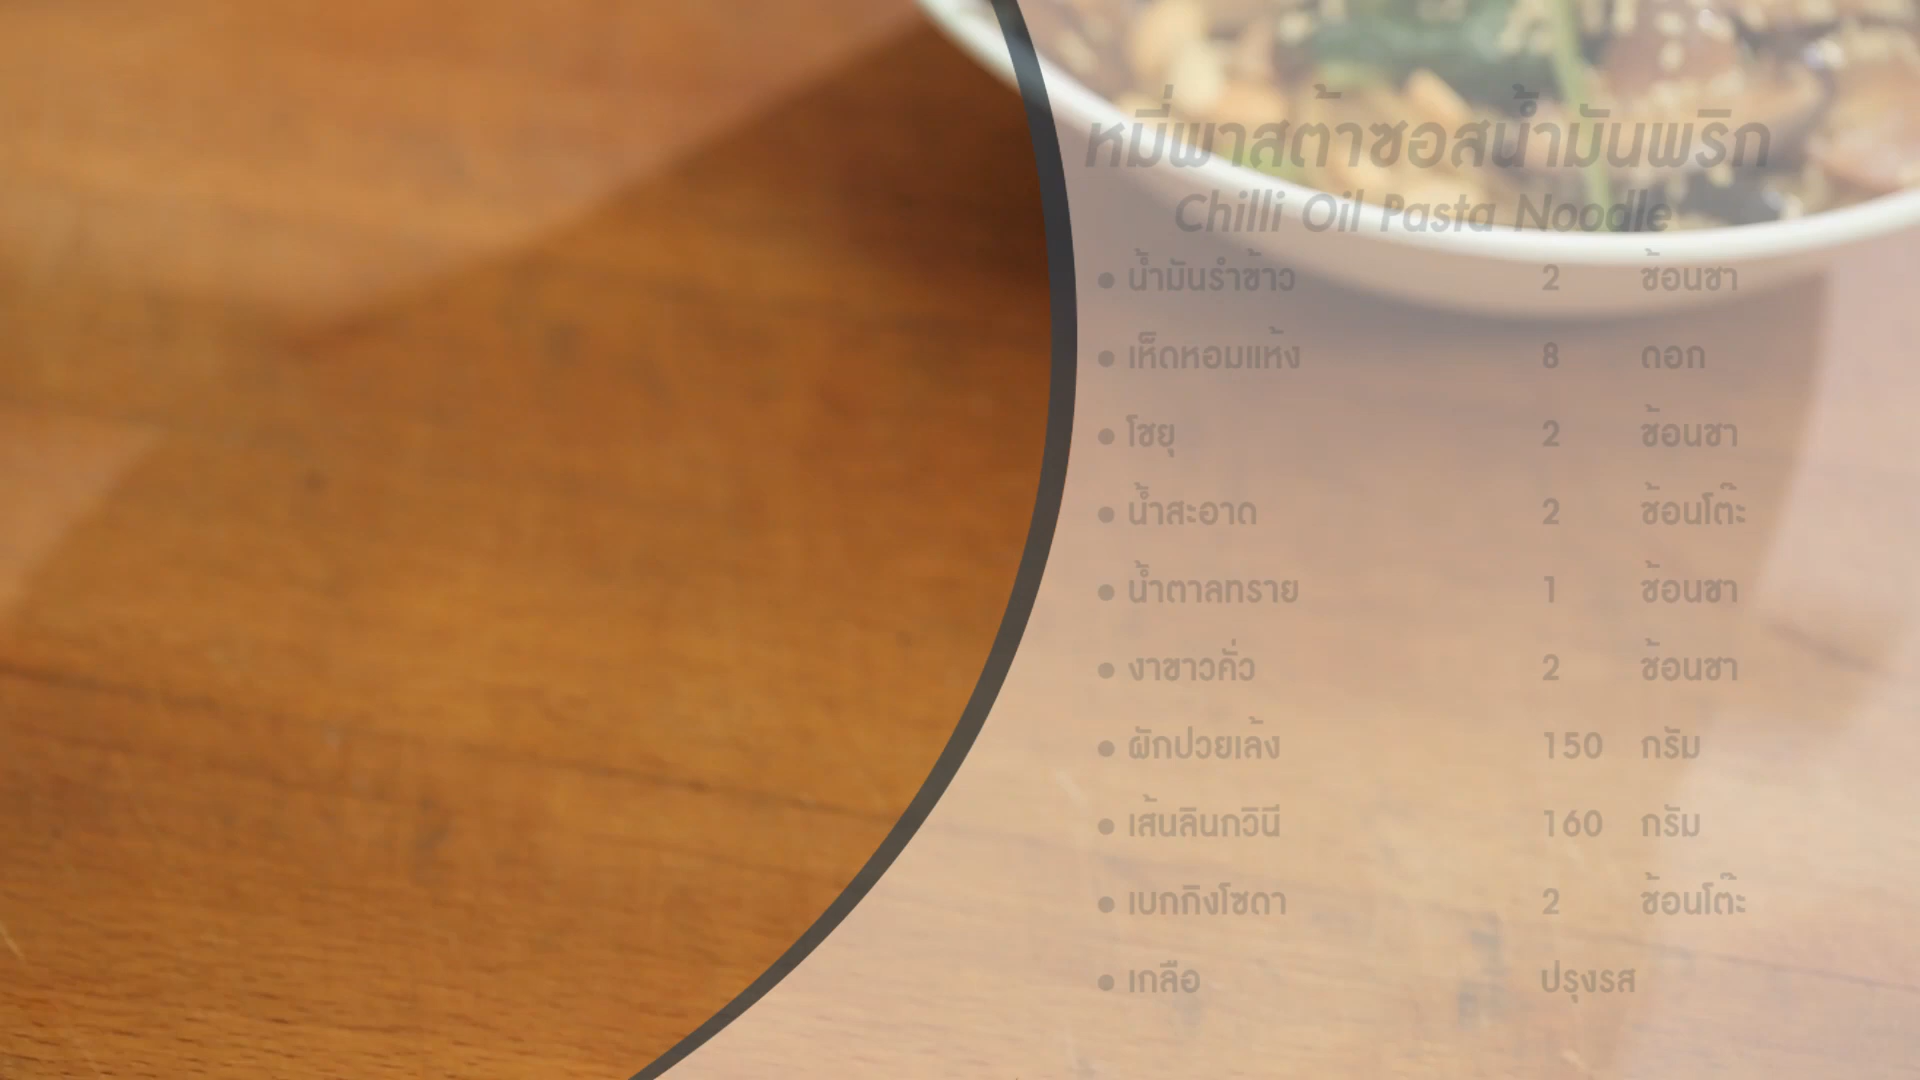 หมี่พาสต้าซอสน้ำมันพริก
Chilli Oil Pasta Noodle
• น้ำมันรำข้าว 2 ช้อนชา
• เห็ดหอมแห้ง 8 ดอก
• โชยุ 2 ช้อนชา
• น้ำสะอาด 2 ช้อนโต๊ะ
• น้ำตาลทราย 1 ช้อนชา
• งาขาวคั่ว 2 ช้อนชา
• ผักปวยเล้ง 150 กรัม
• เส้นลินกวินี 160 กรัม
• เบกกิงโซดา 2 ช้อนโต๊ะ
• เกลือ ปรุงรส